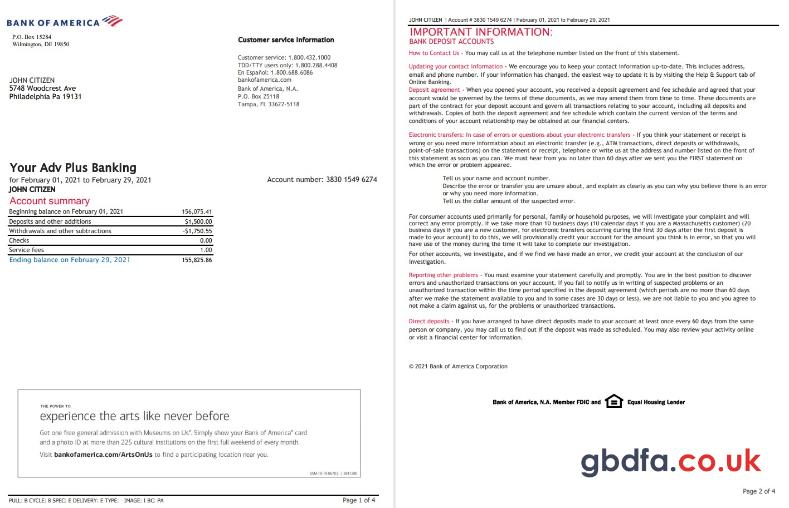 BANK OF AMERICA
P.O. Box 15284
Wilmington, DE 19850
Customer service information
Customer service: 1.800.432.1000
TDD/TTY users only: 1.800.288.4408
En Español: 1.800.688.6086
bankofamerica.com
Bank of America, N.A.
P.O. Box 25118
Tampa, FL 33622-5118
JOHN CITIZEN
5748 Woodcrest Ave
Philadelphia Pa 19131
Your Adv Plus Banking
for February 01, 2021 to February 29, 2021
Account number: 3830 1549 6274
JOHN CITIZEN
Account summary
Beginning balance on February 01, 2021 156,075.41
Deposits and other additions $1,500.00
Withdrawals and other subtractions -$1,750.55
Checks 0.00
Service fees 1.00
Ending balance on February 29, 2021 155,825.86
THE POWER TO
experience the arts like never before
Get one free general admission with Museums on Us®. Simply show your Bank of America® card
and a photo ID at more than 225 cultural institutions on the first full weekend of every month.
Visit bankofamerica.com/ArtsOnUs to find a participating location near you.
PULL: B CYCLE: B SPEC: E DELIVERY: E TYPE: IMAGE: I BC: PA
Page 1 of 4
JOHN CITIZEN | Account # 3830 1549 6274 | February 01, 2021 to February 29, 2021
IMPORTANT INFORMATION:
BANK DEPOSIT ACCOUNTS
How to Contact Us - You may call us at the telephone number listed on the front of this statement.
Updating your contact information - We encourage you to keep your contact information up-to-date. This includes address,
email and phone number. If your information has changed, the easiest way to update it is by visiting the Help & Support tab of
Online Banking.
Deposit agreement - When you opened your account, you received a deposit agreement and fee schedule and agreed that your
account would be governed by the terms of these documents, as we may amend them from time to time. These documents are
part of the contract for your deposit account and govern all transactions relating to your account, including all deposits and
withdrawals. Copies of both the deposit agreement and fee schedule which contain the current version of the terms and
conditions of your account relationship may be obtained at our financial centers.
Electronic transfers: In case of errors or questions about your electronic transfers - If you think your statement or receipt is
wrong or you need more information about an electronic transfer (e.g., ATM transactions, direct deposits or withdrawals,
point-of-sale transactions) on the statement or receipt, telephone or write us at the address and number listed on the front of
this statement as soon as you can. We must hear from you no later than 60 days after we sent you the FIRST statement on
which the error or problem appeared.
Tell us your name and account number.
Describe the error or transfer you are unsure about, and explain as clearly as you can why you believe there is an error
or why you need more information.
Tell us the dollar amount of the suspected error.
For consumer accounts used primarily for personal, family or household purposes, we will investigate your complaint and will
correct any error promptly. If we take more than 10 business days (10 calendar days if you are a Massachusetts customer) (20
business days if you are a new customer, for electronic transfers occurring during the first 30 days after the first deposit is
made to your account) to do this, we will provisionally credit your account for the amount you think is in error, so that you will
have use of the money during the time it will take to complete our investigation.
For other accounts, we investigate, and if we find we have made an error, we credit your account at the conclusion of our
investigation.
Reporting other problems - You must examine your statement carefully and promptly. You are in the best position to discover
errors and unauthorized transactions on your account. If you fail to notify us in writing of suspected problems or an
unauthorized transaction within the time period specified in the deposit agreement (which periods are no more than 60 days
after we make the statement available to you and in some cases are 30 days or less), we are not liable to you and you agree to
not make a claim against us, for the problems or unauthorized transactions.
Direct deposits - If you have arranged to have direct deposits made to your account at least once every 60 days from the same
person or company, you may call us to find out if the deposit was made as scheduled. You may also review your activity online
or visit a financial center for information.
© 2021 Bank of America Corporation
Bank of America, N.A. Member FDIC and Equal Housing Lender
gbdfa.co.uk
Page 2 of 4